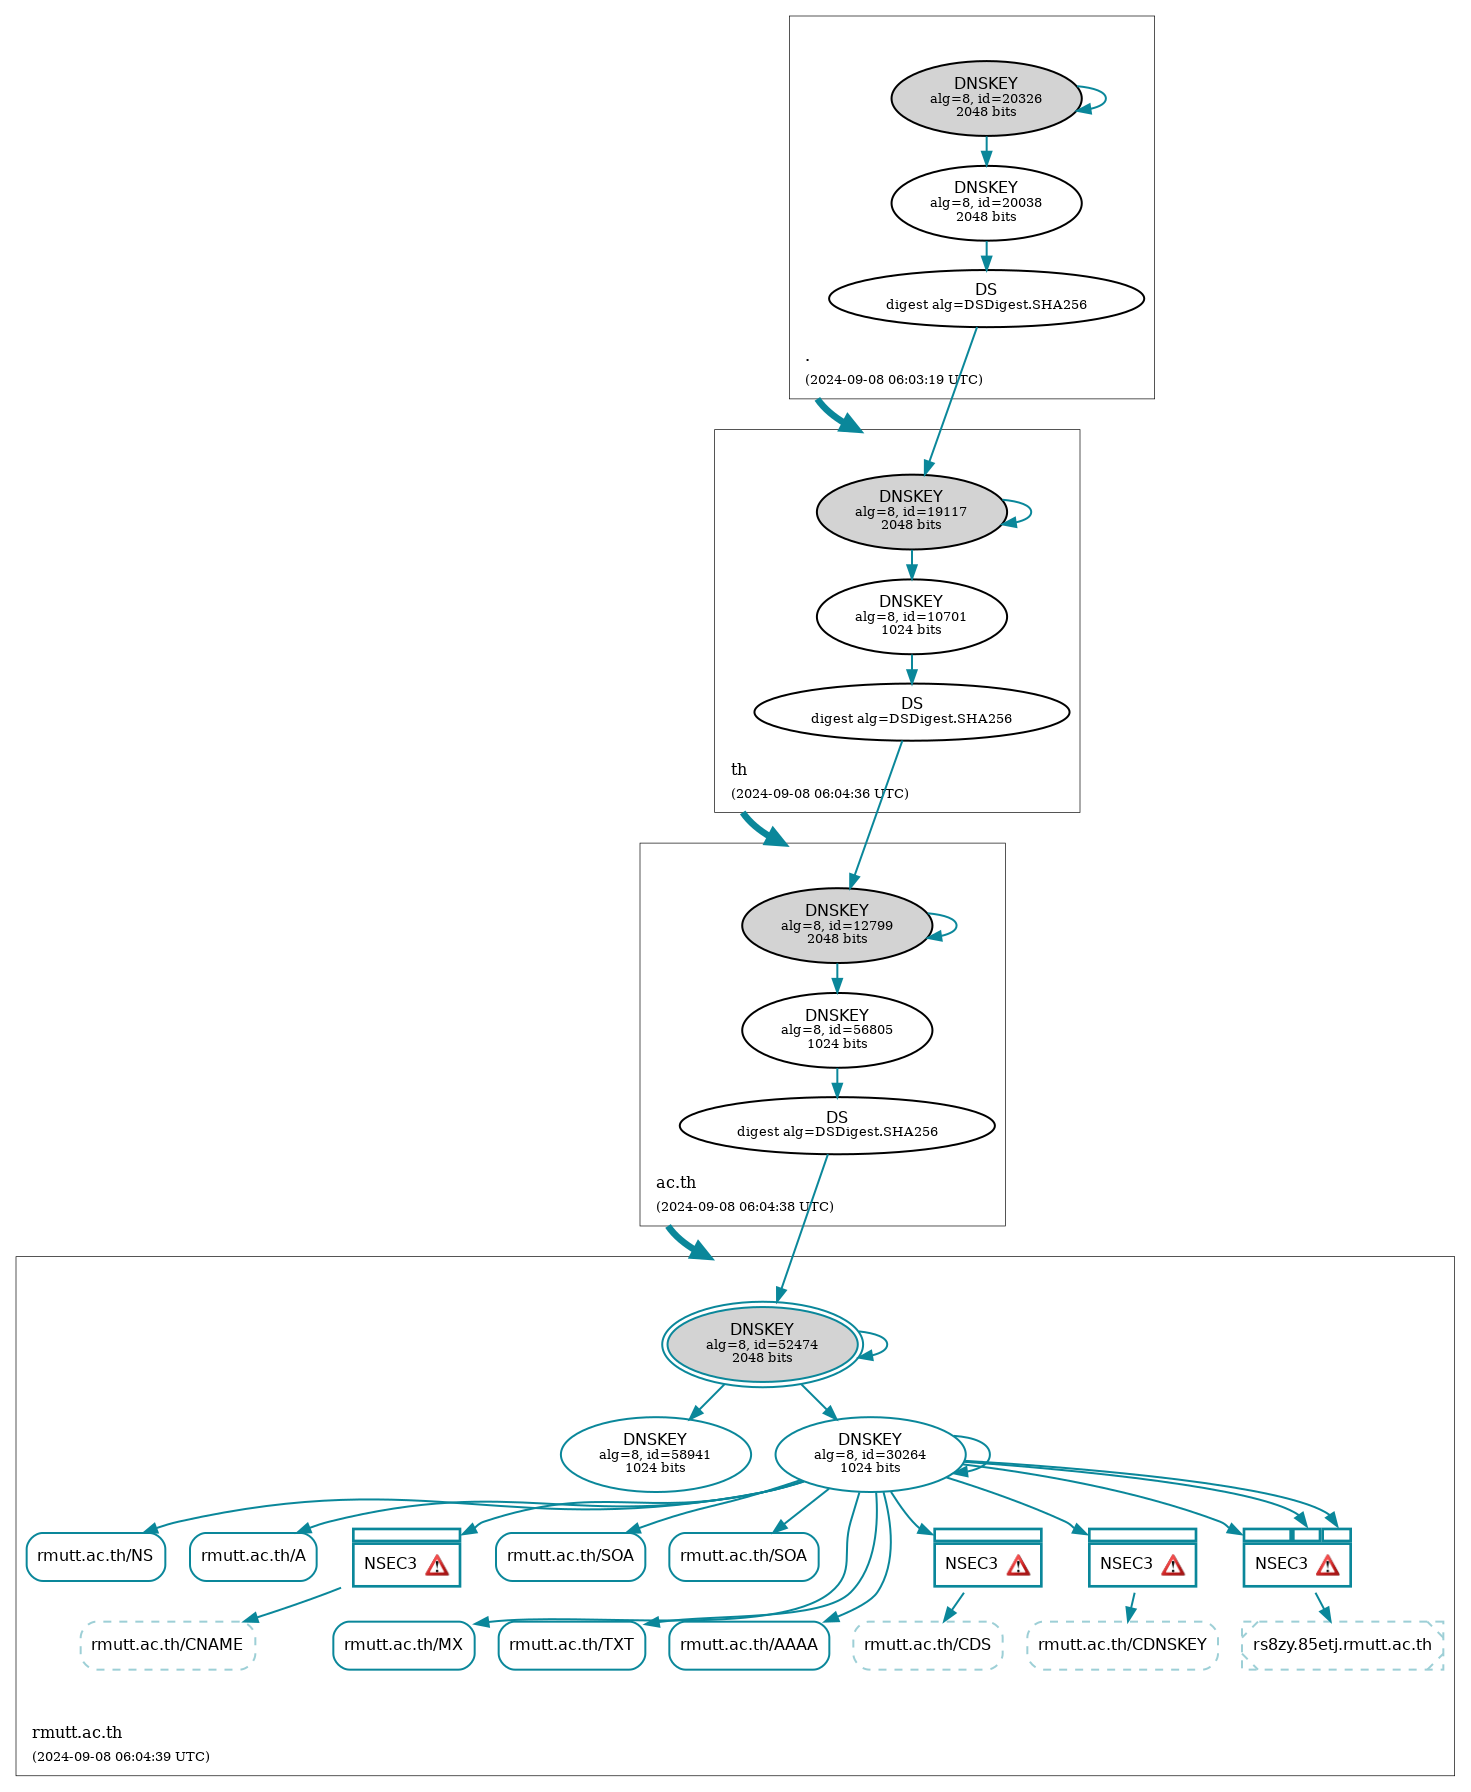 DNSKEY
alg=8, id=20326
2048 bits
DNSKEY
alg=8, id=20038
2048 bits
DS
digest alg=DSDigest.SHA256
.
(2024-09-08 06:03:19 UTC)
DNSKEY
alg=8, id=19117
2048 bits
DNSKEY
alg=8, id=10701
1024 bits
DS
digest alg=DSDigest.SHA256
th
(2024-09-08 06:04:36 UTC)
DNSKEY
alg=8, id=12799
2048 bits
DNSKEY
alg=8, id=56805
1024 bits
DS
digest alg=DSDigest.SHA256
ac.th
(2024-09-08 06:04:38 UTC)
DNSKEY
alg=8, id=52474
2048 bits
DNSKEY
alg=8, id=58941
1024 bits
DNSKEY
alg=8, id=30264
1024 bits
rmutt.ac.th/NS
rmutt.ac.th/A
NSEC3
rmutt.ac.th/SOA
rmutt.ac.th/SOA
NSEC3
NSEC3
NSEC3
rmutt.ac.th/CNAME
rmutt.ac.th/MX
rmutt.ac.th/TXT
rmutt.ac.th/AAAA
rmutt.ac.th/CDS
rmutt.ac.th/CDNSKEY
rs8zy.85etj.rmutt.ac.th
rmutt.ac.th
(2024-09-08 06:04:39 UTC)